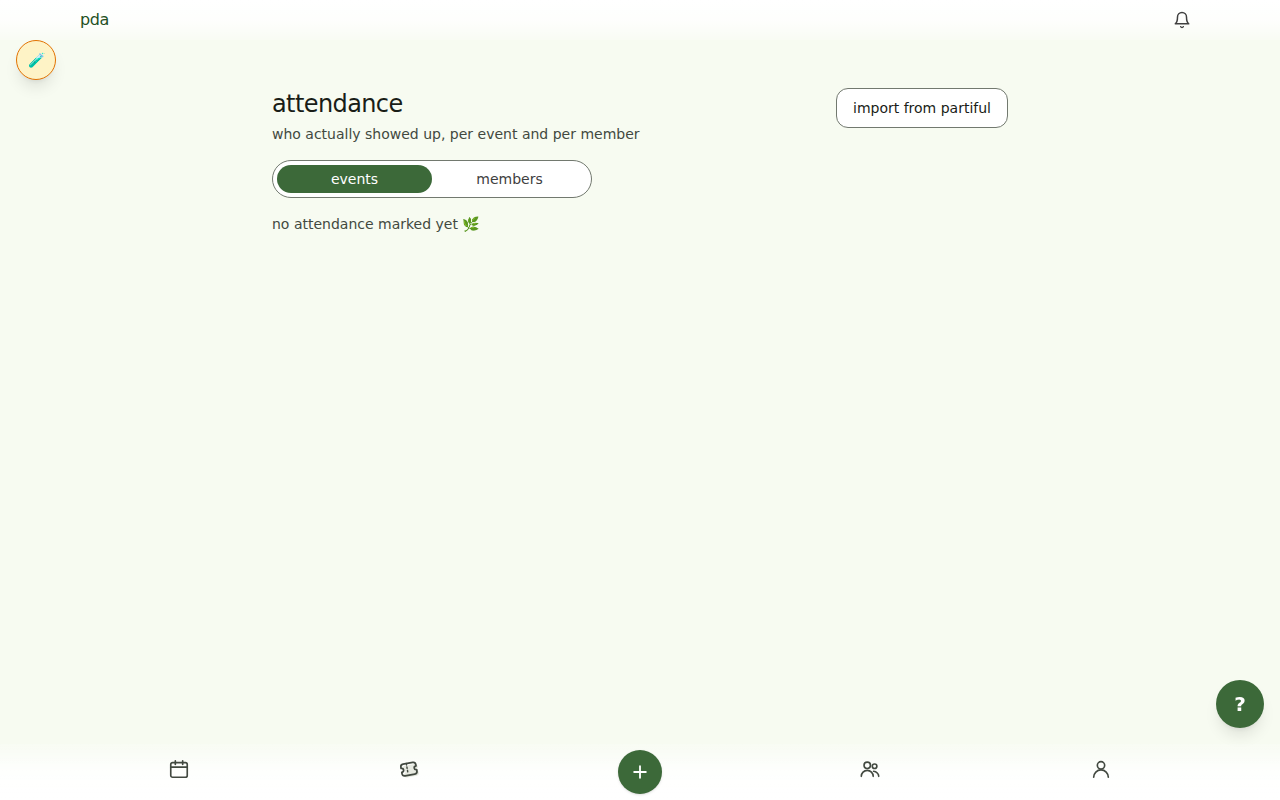 pda
attendance
import from partiful
who actually showed up, per event and per member
events
members
no attendance marked yet 🌿
?